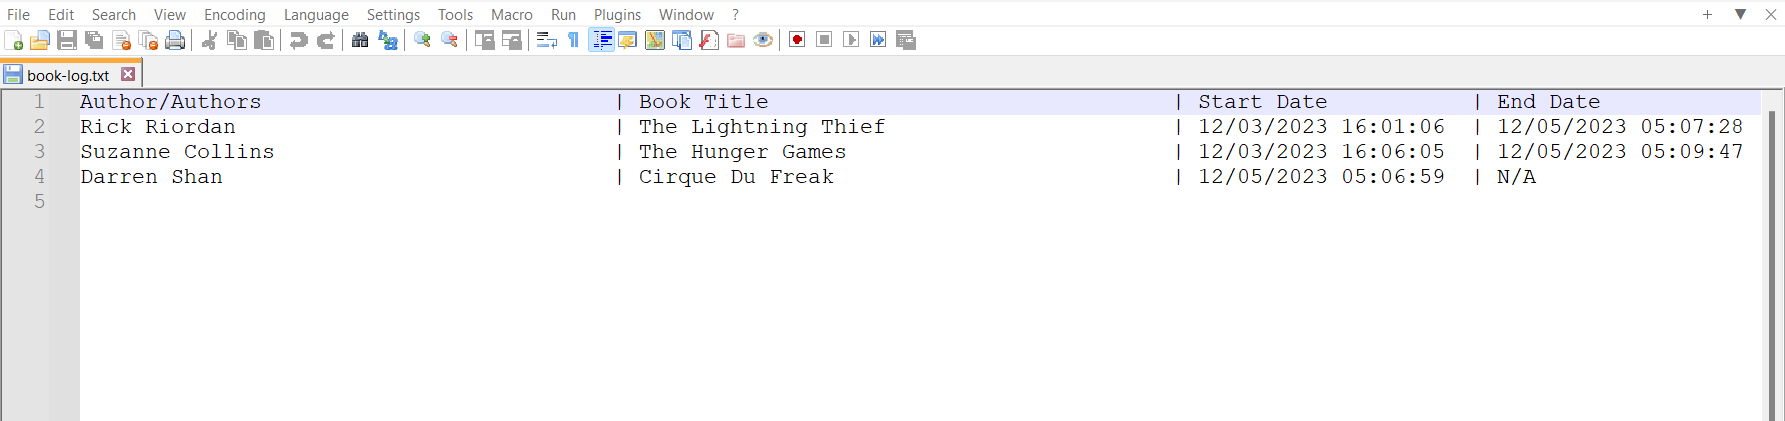 File Edit Search View Encoding Language Settings Tools Macro Run Plugins Window ?
book-log.txt
1 Author/Authors | Book Title | Start Date | End Date
2 Rick Riordan | The Lightning Thief | 12/03/2023 16:01:06 | 12/05/2023 05:07:28
3 Suzanne Collins | The Hunger Games | 12/03/2023 16:06:05 | 12/05/2023 05:09:47
4 Darren Shan | Cirque Du Freak | 12/05/2023 05:06:59 | N/A
5